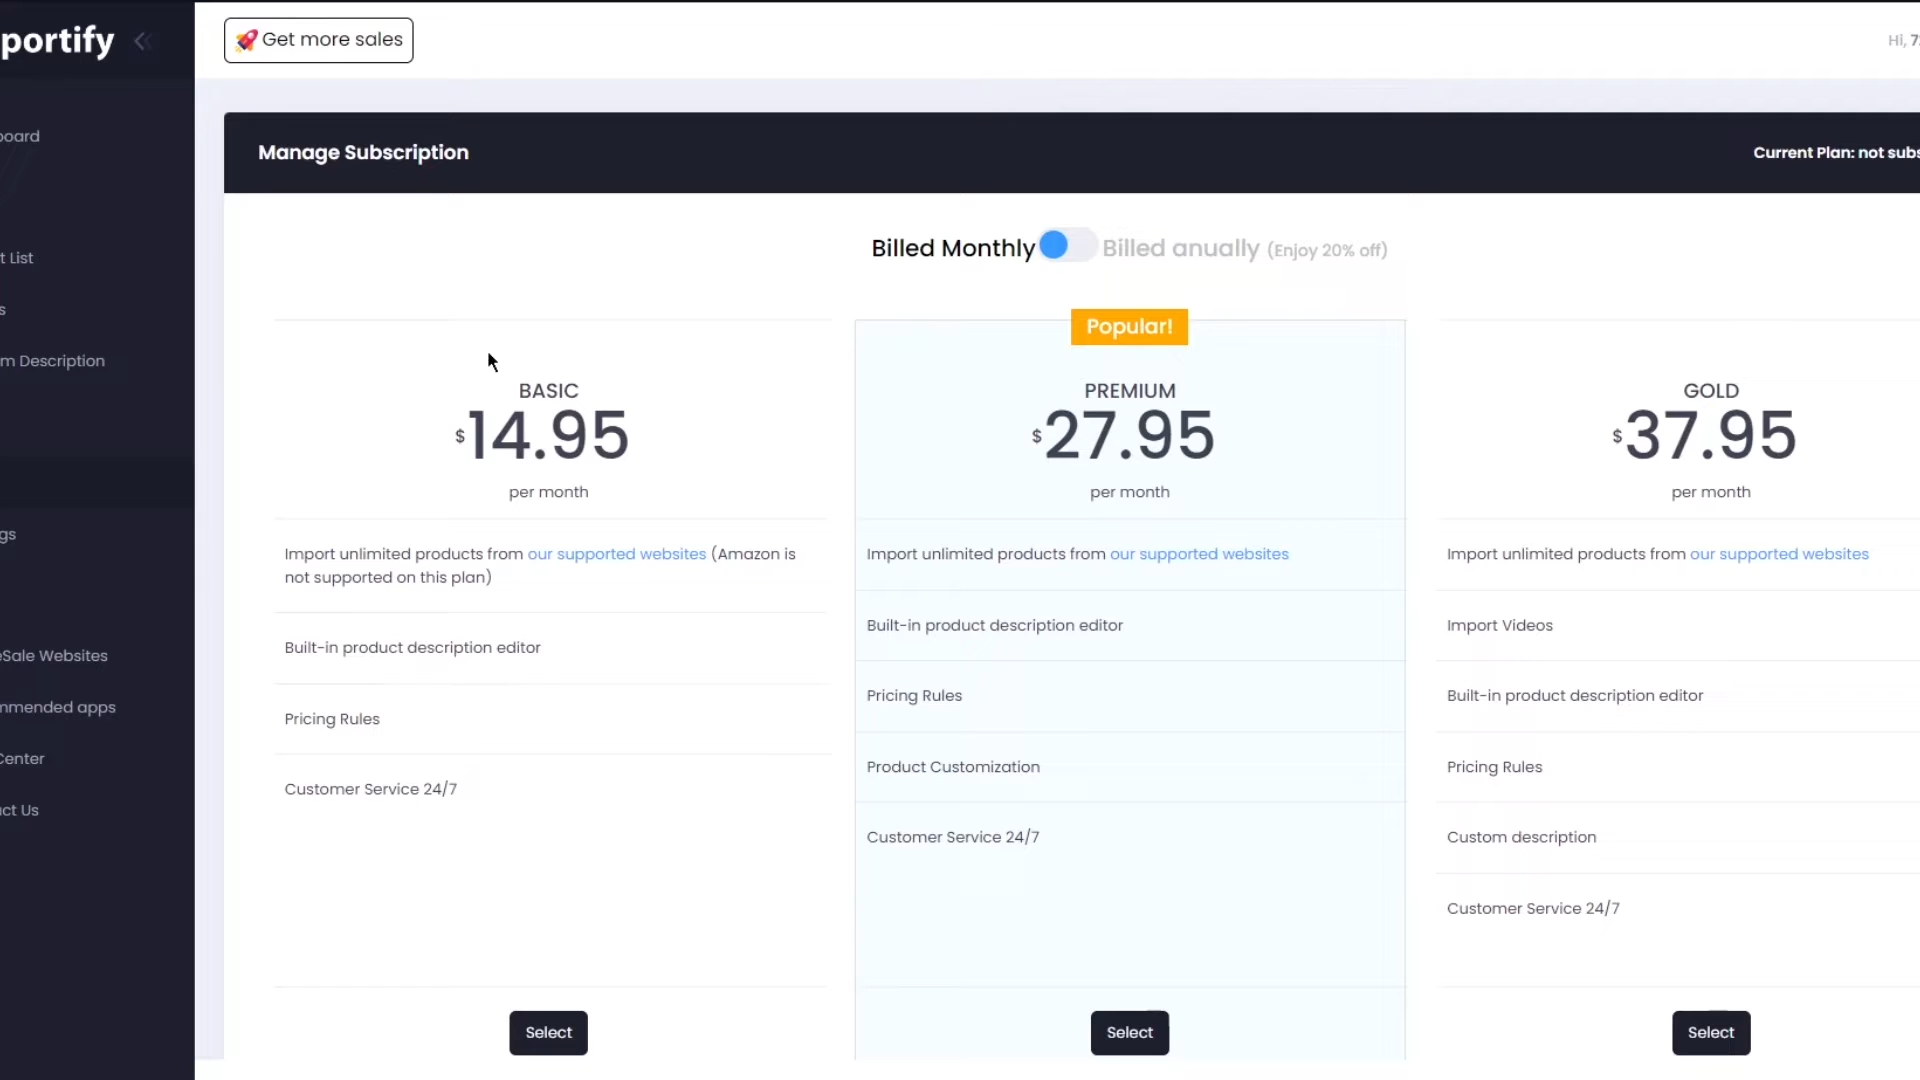 portify
Get more sales
Hi, 7
board
t List
s
m Description
gs
Sale Websites
mmended apps
Center
ct Us
Manage Subscription
Current Plan: not subs
Billed Monthly
Billed anually (Enjoy 20% off)
BASIC
$14.95
per month
Import unlimited products from our supported websites (Amazon is
not supported on this plan)
Built-in product description editor
Pricing Rules
Customer Service 24/7
Select
Popular!
PREMIUM
$27.95
per month
Import unlimited products from our supported websites
Built-in product description editor
Pricing Rules
Product Customization
Customer Service 24/7
Select
GOLD
$37.95
per month
Import unlimited products from our supported websites
Import Videos
Built-in product description editor
Pricing Rules
Custom description
Customer Service 24/7
Select